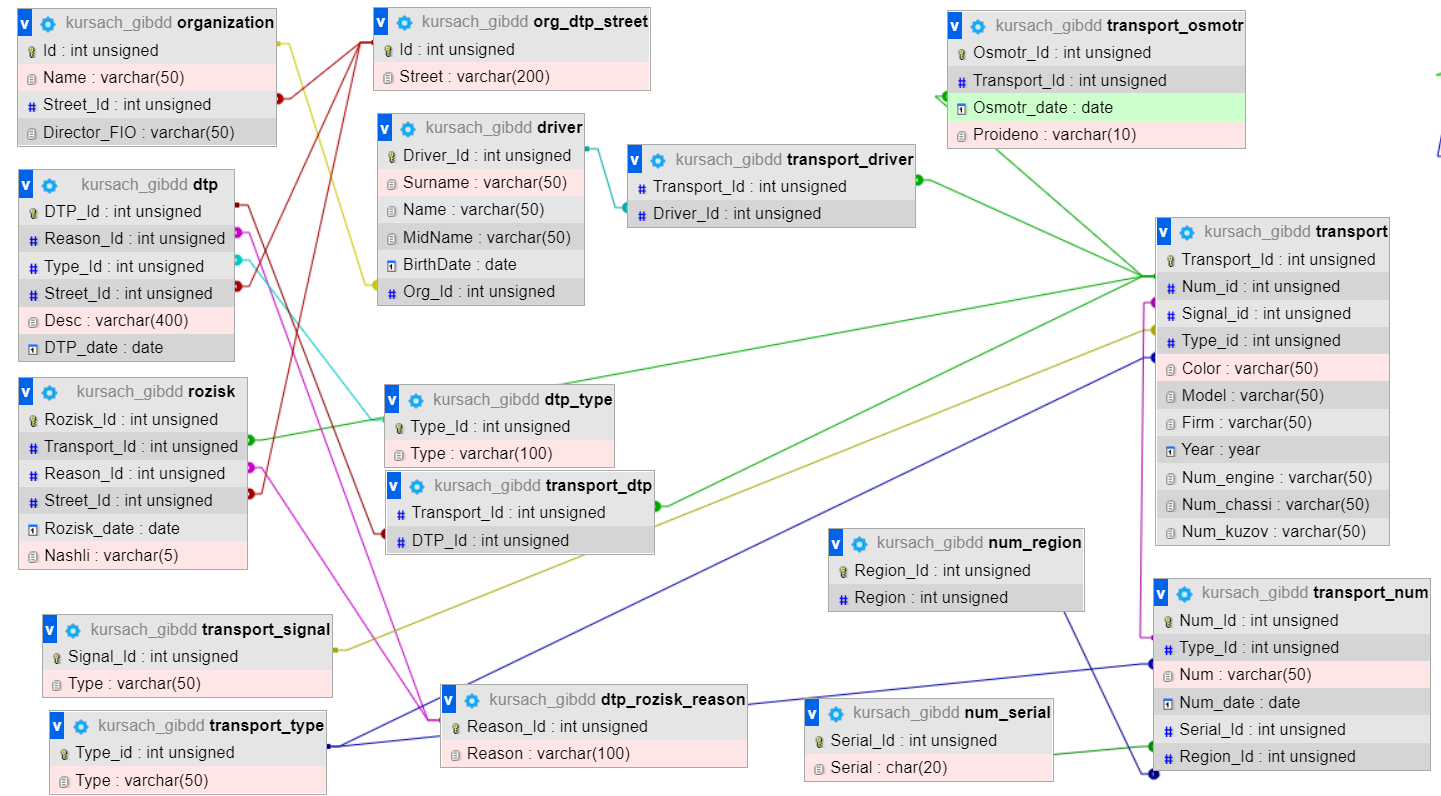 v kursach_gibdd organization
Id : int unsigned
Name : varchar(50)
Street_Id : int unsigned
Director_FIO : varchar(50)
v kursach_gibdd org_dtp_street
Id : int unsigned
Street : varchar(200)
v kursach_gibdd transport_osmotr
Osmotr_Id : int unsigned
Transport_Id : int unsigned
Osmotr_date : date
Proideno : varchar(10)
v kursach_gibdd driver
Driver_Id : int unsigned
Surname : varchar(50)
Name : varchar(50)
MidName : varchar(50)
BirthDate : date
Org_Id : int unsigned
v kursach_gibdd transport_driver
Transport_Id : int unsigned
Driver_Id : int unsigned
v kursach_gibdd dtp
DTP_Id : int unsigned
Reason_Id : int unsigned
Type_Id : int unsigned
Street_Id : int unsigned
Desc : varchar(400)
DTP_date : date
v kursach_gibdd transport
Transport_Id : int unsigned
Num_id : int unsigned
Signal_id : int unsigned
Type_id : int unsigned
Color : varchar(50)
Model : varchar(50)
Firm : varchar(50)
Year : year
Num_engine : varchar(50)
Num_chassi : varchar(50)
Num_kuzov : varchar(50)
v kursach_gibdd rozisk
Rozisk_Id : int unsigned
Transport_Id : int unsigned
Reason_Id : int unsigned
Street_Id : int unsigned
Rozisk_date : date
Nashli : varchar(5)
v kursach_gibdd dtp_type
Type_Id : int unsigned
Type : varchar(100)
v kursach_gibdd transport_dtp
Transport_Id : int unsigned
DTP_Id : int unsigned
v kursach_gibdd num_region
Region_Id : int unsigned
Region : int unsigned
v kursach_gibdd transport_num
Num_Id : int unsigned
Type_Id : int unsigned
Num : varchar(50)
Num_date : date
Serial_Id : int unsigned
Region_Id : int unsigned
v kursach_gibdd transport_signal
Signal_Id : int unsigned
Type : varchar(50)
v kursach_gibdd transport_type
Type_id : int unsigned
Type : varchar(50)
v kursach_gibdd dtp_rozisk_reason
Reason_Id : int unsigned
Reason : varchar(100)
v kursach_gibdd num_serial
Serial_Id : int unsigned
Serial : char(20)